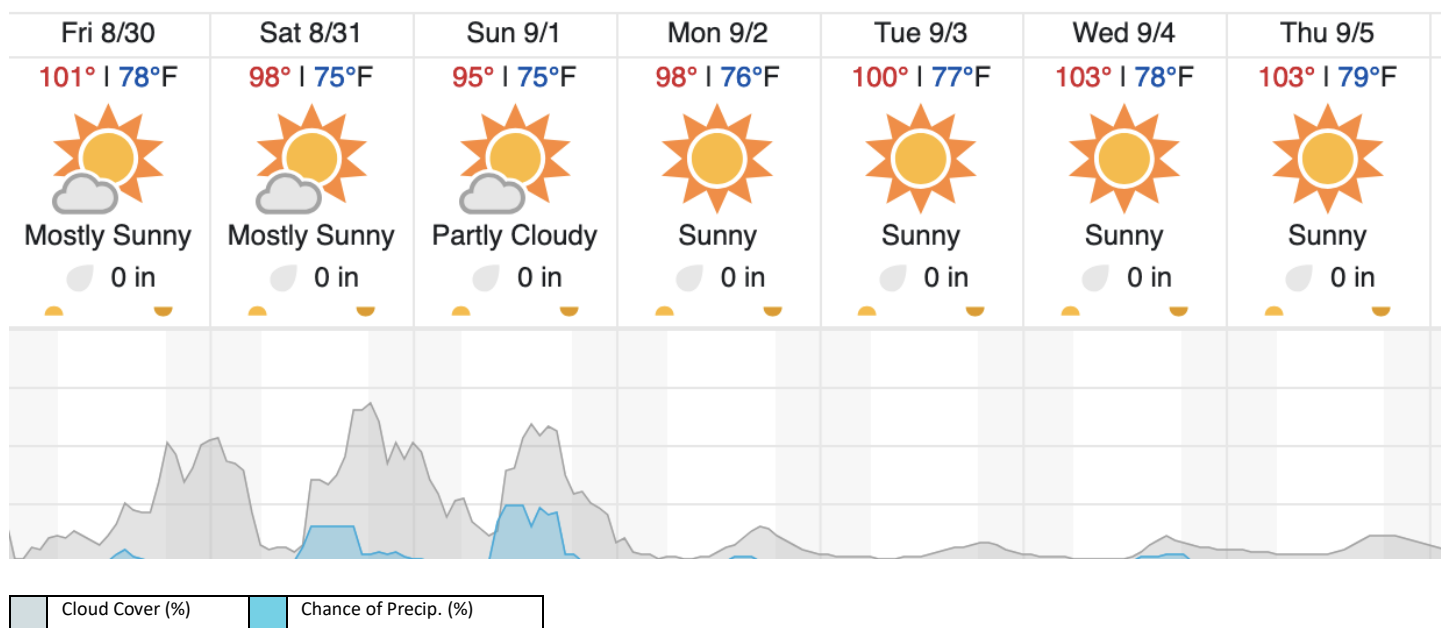 Fri 8/30 Sat 8/31 Sun 9/1 Mon 9/2 Tue 9/3 Wed 9/4 Thu 9/5
101° | 78°F 98° | 75°F 95° | 75°F 98° | 76°F 100° | 77°F 103° | 78°F 103° | 79°F
Mostly Sunny Mostly Sunny Partly Cloudy Sunny Sunny Sunny Sunny
0 in 0 in 0 in 0 in 0 in 0 in 0 in
Cloud Cover (%) Chance of Precip. (%)